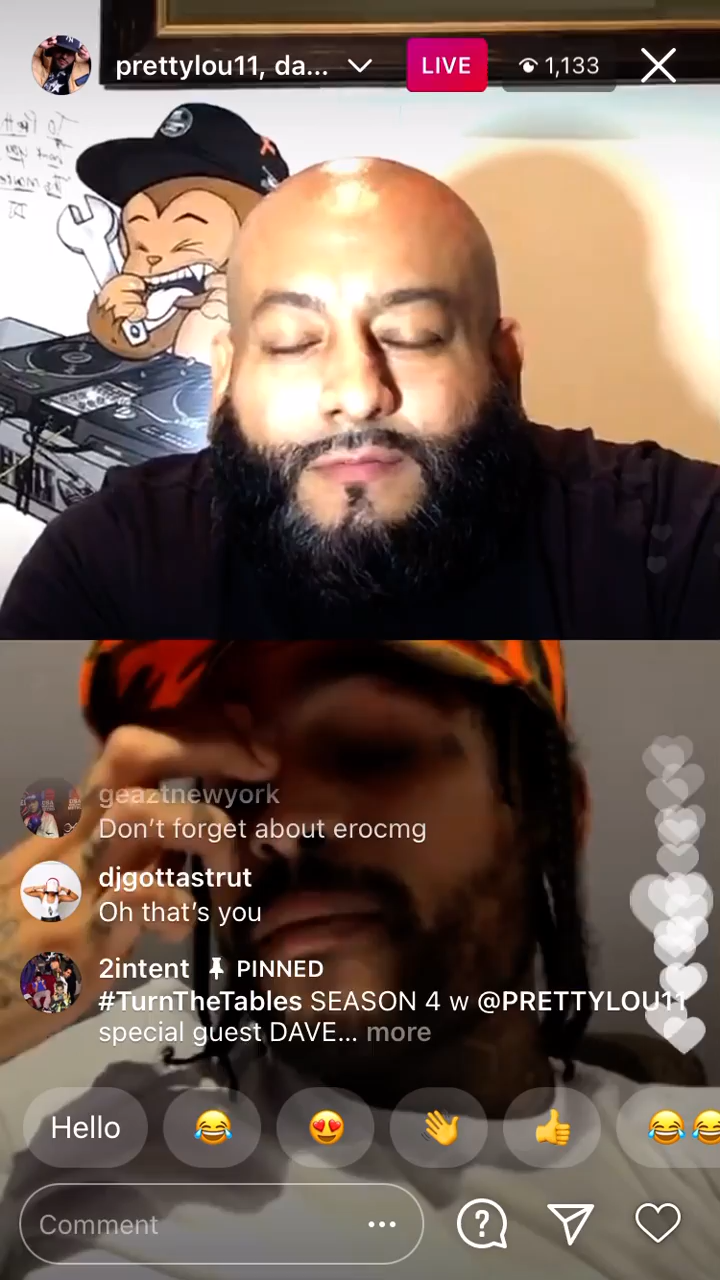 prettylou11, da...
LIVE
1,133
geaztnewyork
Don't forget about erocmg
djgottastrut
Oh that's you
2intent PINNED
#TurnTheTables SEASON 4 w @PRETTYLOU11
special guest DAVE... more
Hello
Comment